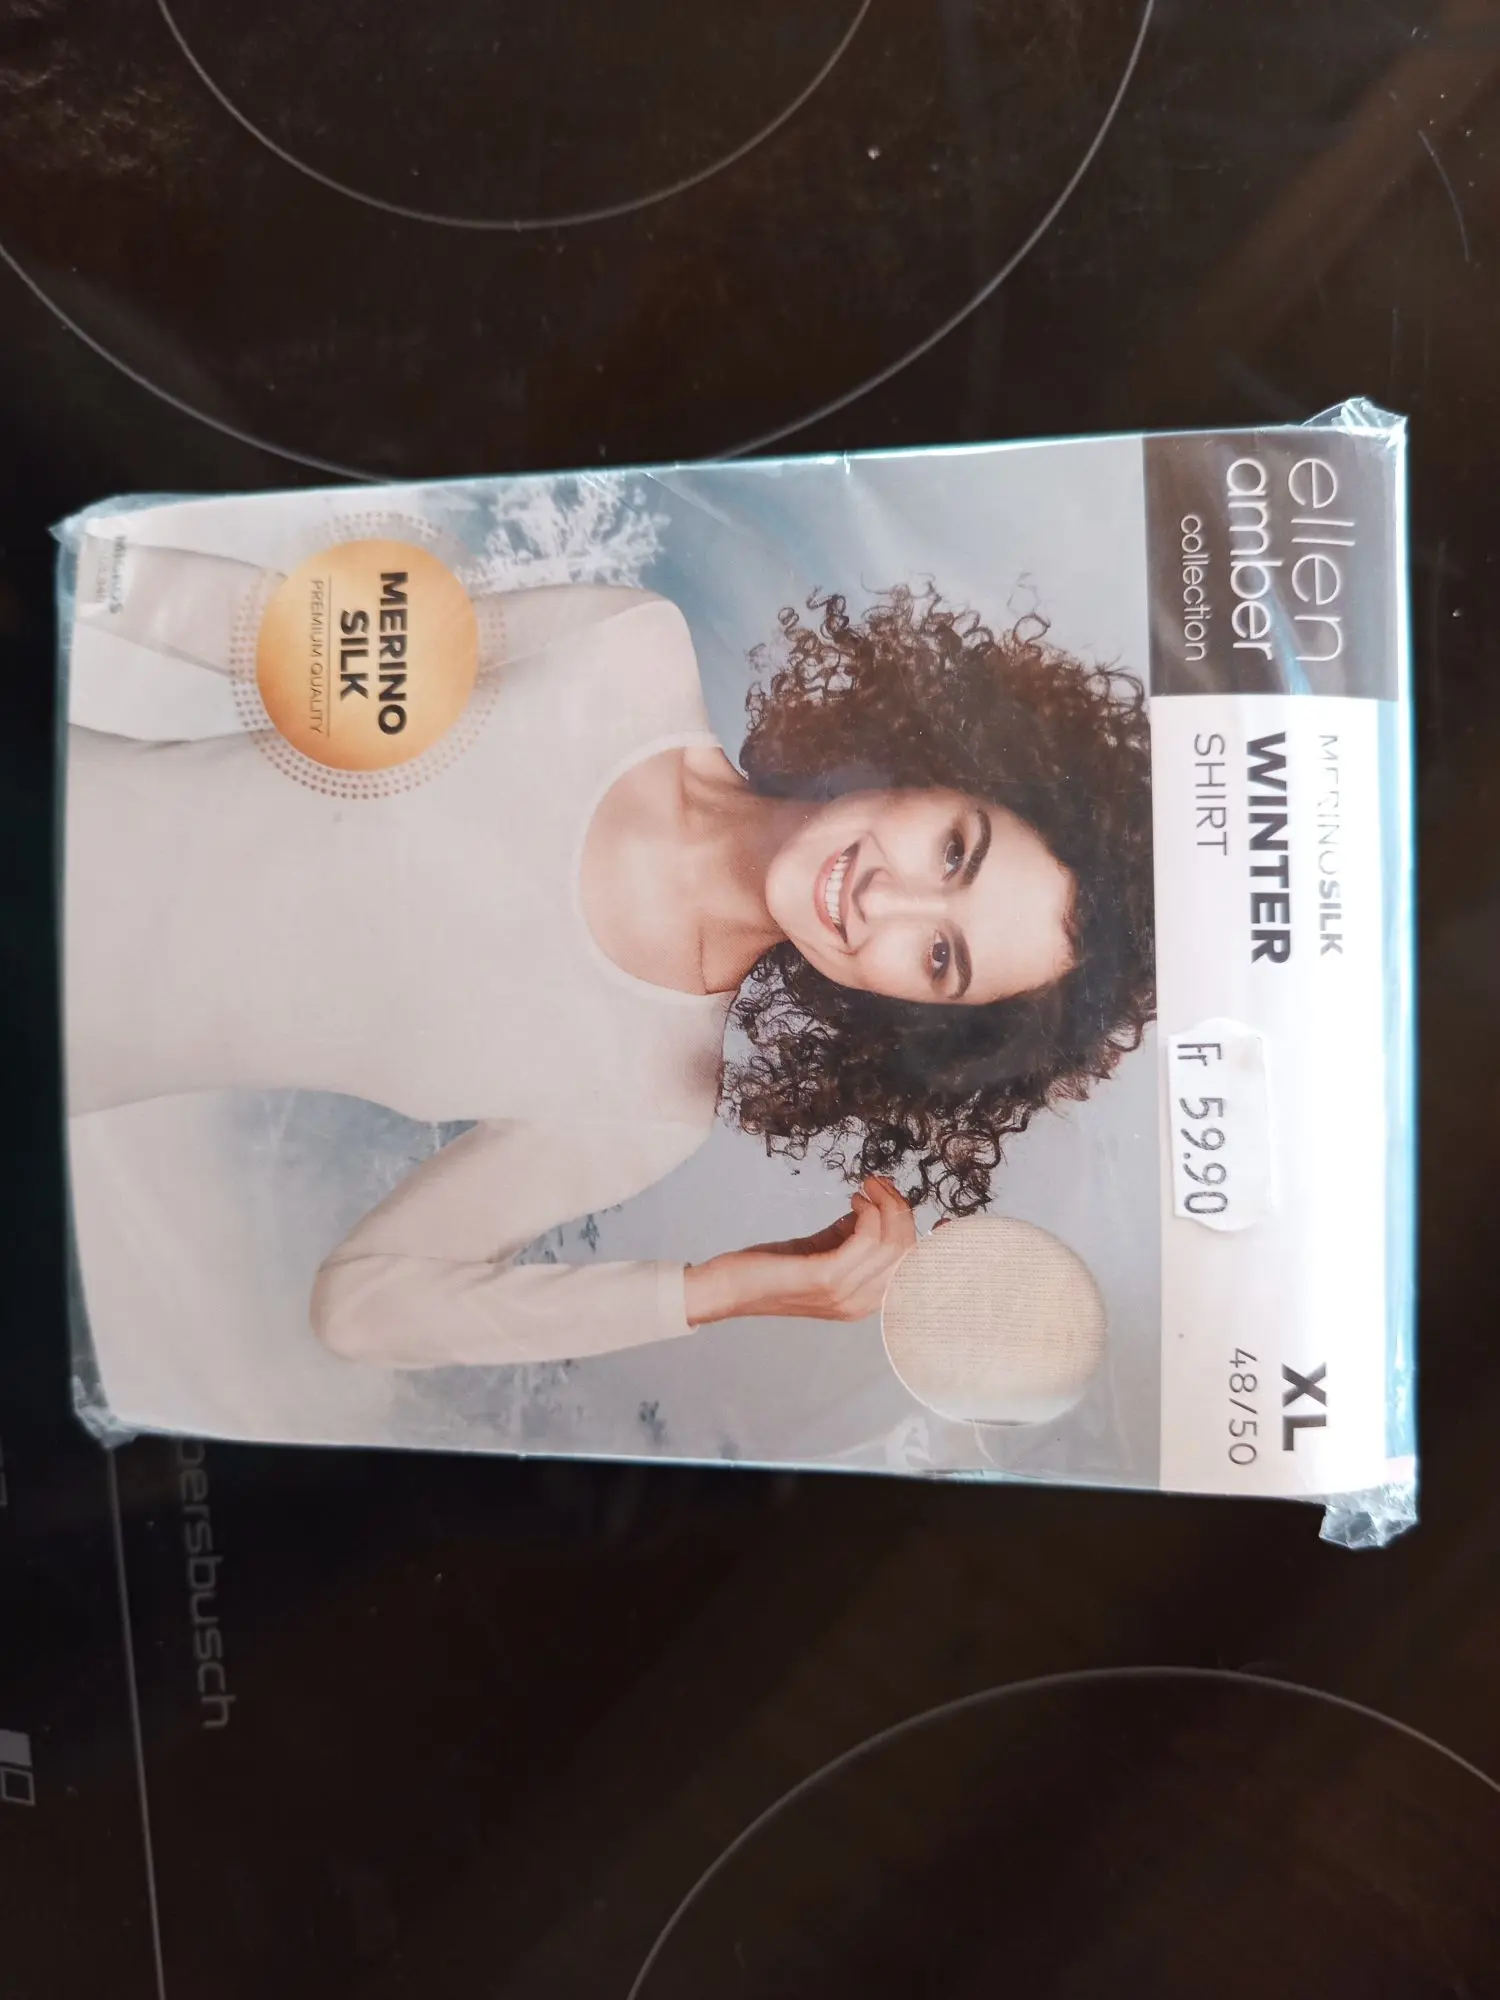 ellen
amber
collection
MERINOSILK
WINTER
SHIRT
Fr 59.90
XL
48/50
MERINO
SILK
PREMIUM QUALITY